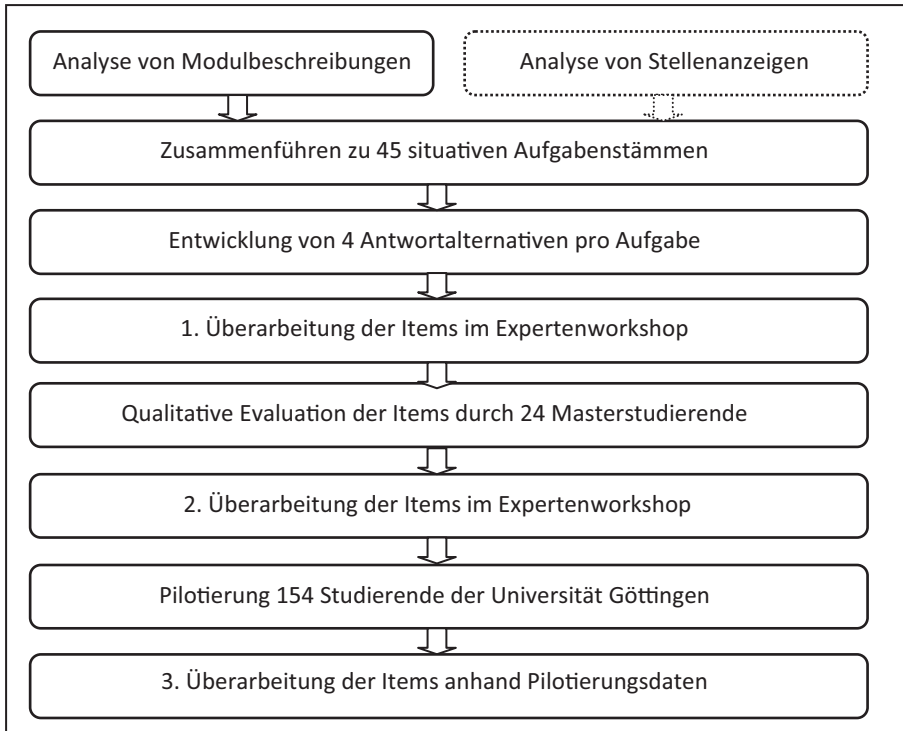 Analyse von Modulbeschreibungen
Analyse von Stellenanzeigen
Zusammenführen zu 45 situativen Aufgabenstämmen
Entwicklung von 4 Antwortalternativen pro Aufgabe
1. Überarbeitung der Items im Expertenworkshop
Qualitative Evaluation der Items durch 24 Masterstudierende
2. Überarbeitung der Items im Expertenworkshop
Pilotierung 154 Studierende der Universität Göttingen
3. Überarbeitung der Items anhand Pilotierungsdaten